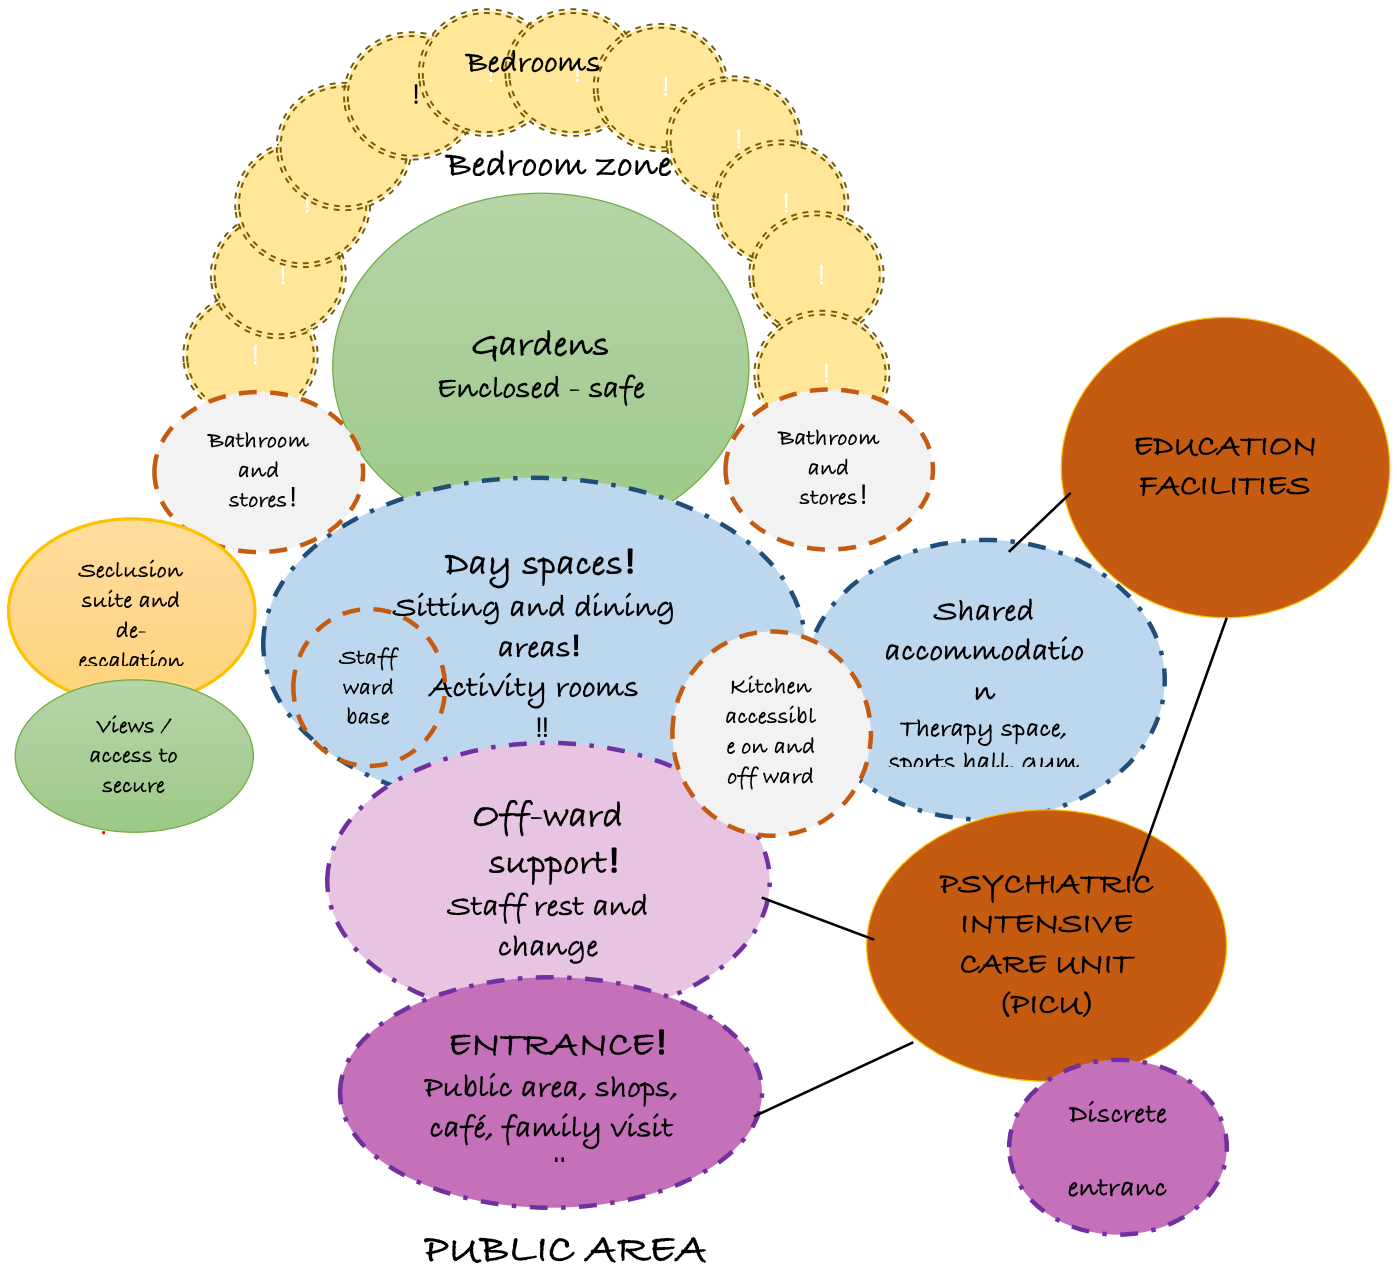 Bedrooms
!
!
!
!
!
!
!
!
!
!
!
!
Bedroom zone
Gardens
Enclosed - safe
Bathroom
and
stores!
Bathroom
and
stores!
EDUCATION
FACILITIES
Seclusion
suite and
de-
escalation
Views /
access to
secure
Day spaces!
Sitting and dining
areas!
Activity rooms
!!
Staff
ward
base
Kitchen
accessibl
e on and
off ward
Shared
accommodatio
n
Therapy space,
sports hall, gym
Off-ward
support!
Staff rest and
change
PSYCHIATRIC
INTENSIVE
CARE UNIT
(PICU)
ENTRANCE!
Public area, shops,
café, family visit
Discrete
entranc
PUBLIC AREA